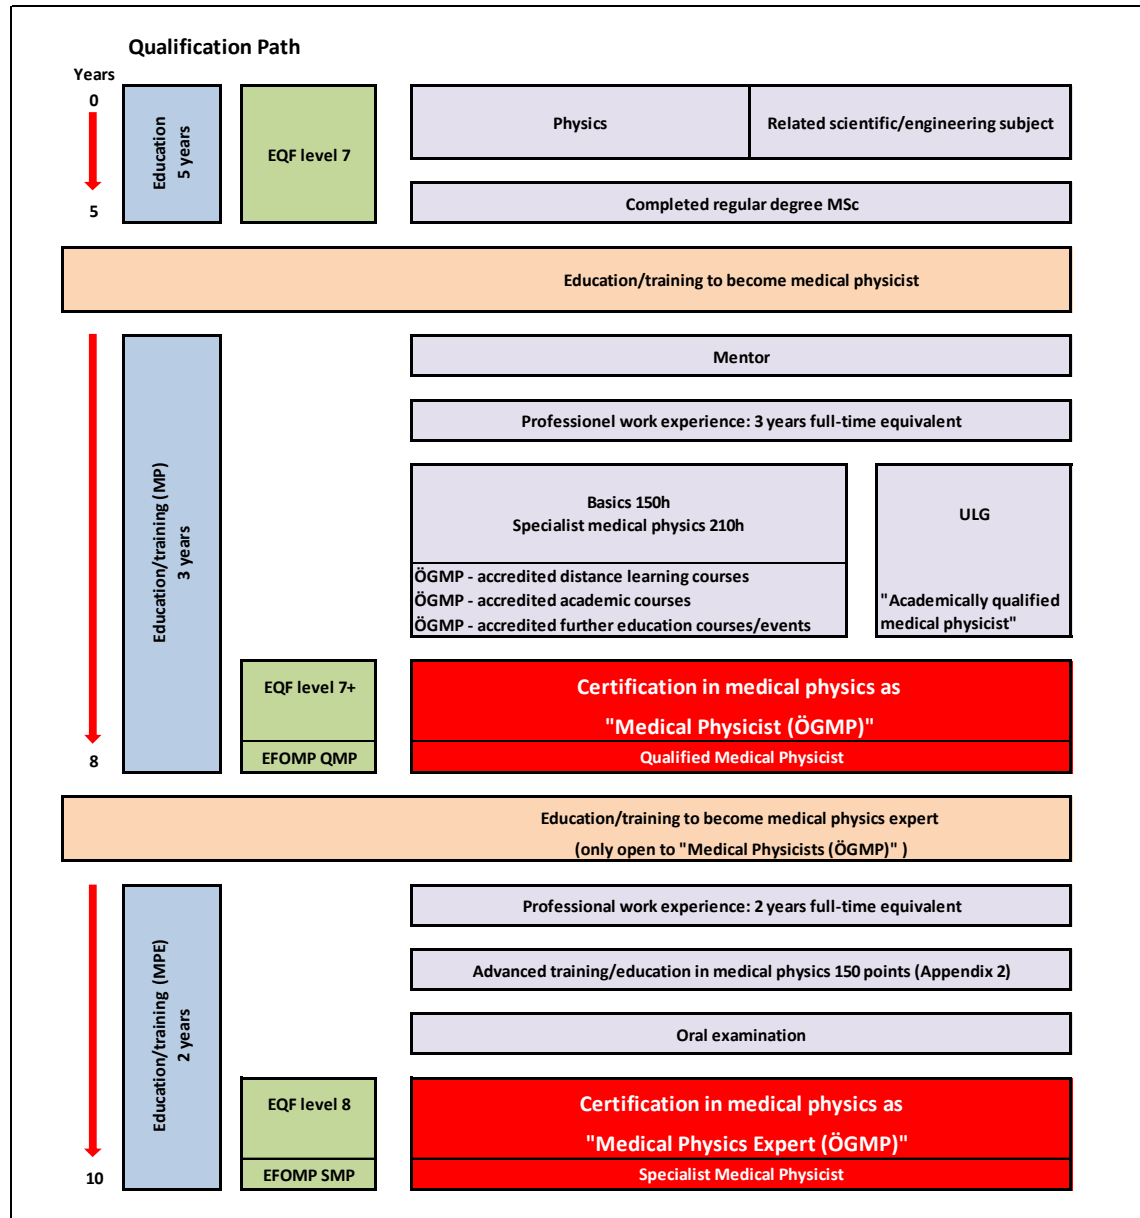 Qualification Path
Years
0
Education
5 years
EQF level 7
Physics
Related scientific/engineering subject
5
Completed regular degree MSc
Education/training to become medical physicist
Education/training (MP)
3 years
Mentor
Professionel work experience: 3 years full-time equivalent
Basics 150h
Specialist medical physics 210h
ÖGMP - accredited distance learning courses
ÖGMP - accredited academic courses
ÖGMP - accredited further education courses/events
ULG
"Academically qualified
medical physicist"
EQF level 7+
Certification in medical physics as
"Medical Physicist (ÖGMP)"
8
EFOMP QMP
Qualified Medical Physicist
Education/training to become medical physics expert
(only open to "Medical Physicists (ÖGMP)" )
Education/training (MPE)
2 years
Professional work experience: 2 years full-time equivalent
Advanced training/education in medical physics 150 points (Appendix 2)
Oral examination
EQF level 8
Certification in medical physics as
"Medical Physics Expert (ÖGMP)"
10
EFOMP SMP
Specialist Medical Physicist